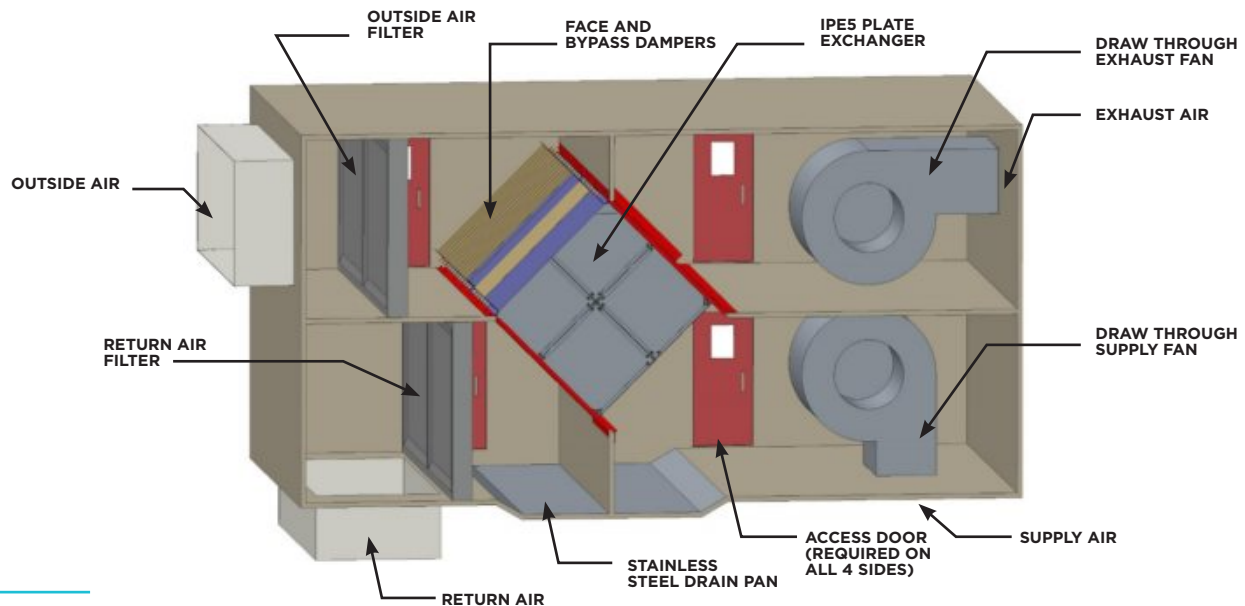 OUTSIDE AIR
FILTER
FACE AND
BYPASS DAMPERS
IPE5 PLATE
EXCHANGER
DRAW THROUGH
EXHAUST FAN
EXHAUST AIR
OUTSIDE AIR
RETURN AIR
FILTER
DRAW THROUGH
SUPPLY FAN
STAINLESS
STEEL DRAIN PAN
ACCESS DOOR
(REQUIRED ON
ALL 4 SIDES)
SUPPLY AIR
RETURN AIR